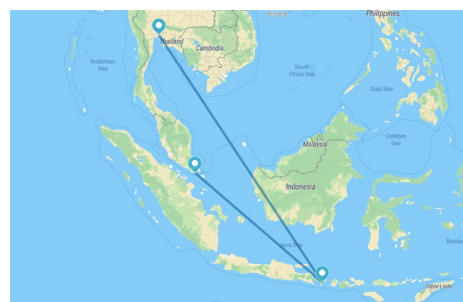 Philippines
Thailand
Cambodia
Andaman
Sea
South
China Sea
Sulu Sea
Celebes
Sea
Malaysia
Indonesia
Java Sea
Banda
Timor-Leste